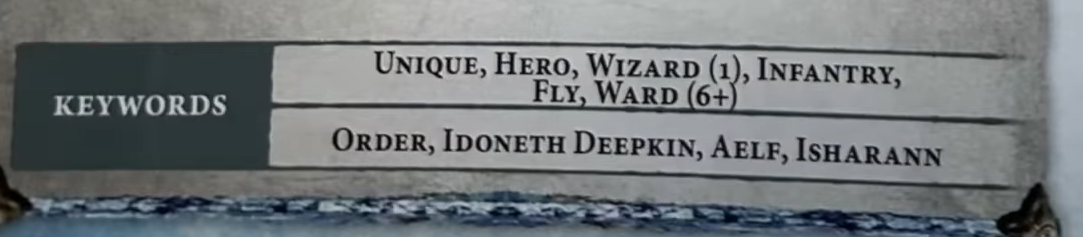 KEYWORDS
UNIQUE, HERO, WIZARD (1), INFANTRY,
FLY, WARD (6+)
ORDER, IDONETH DEEPKIN, AELF, ISHARANN